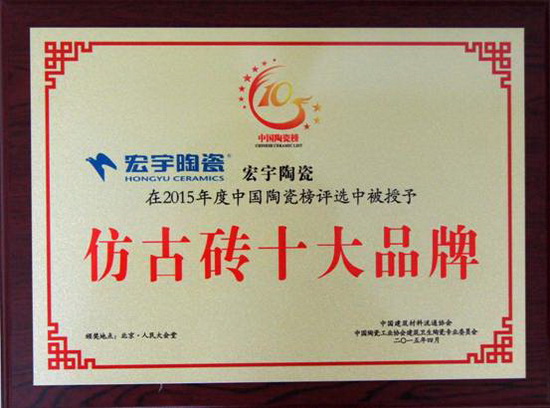 105
中国陶瓷榜
CHINESE CERAMIC LIST
宏宇陶瓷® 宏宇陶瓷
HONGYU CERAMICS
在2015年度中国陶瓷榜评选中被授予
仿古砖十大品牌
中国建筑材料流通协会
颁奖地点：北京·人民大会堂 中国陶瓷工业协会建筑卫生陶瓷专业委员会
二〇一五年四月